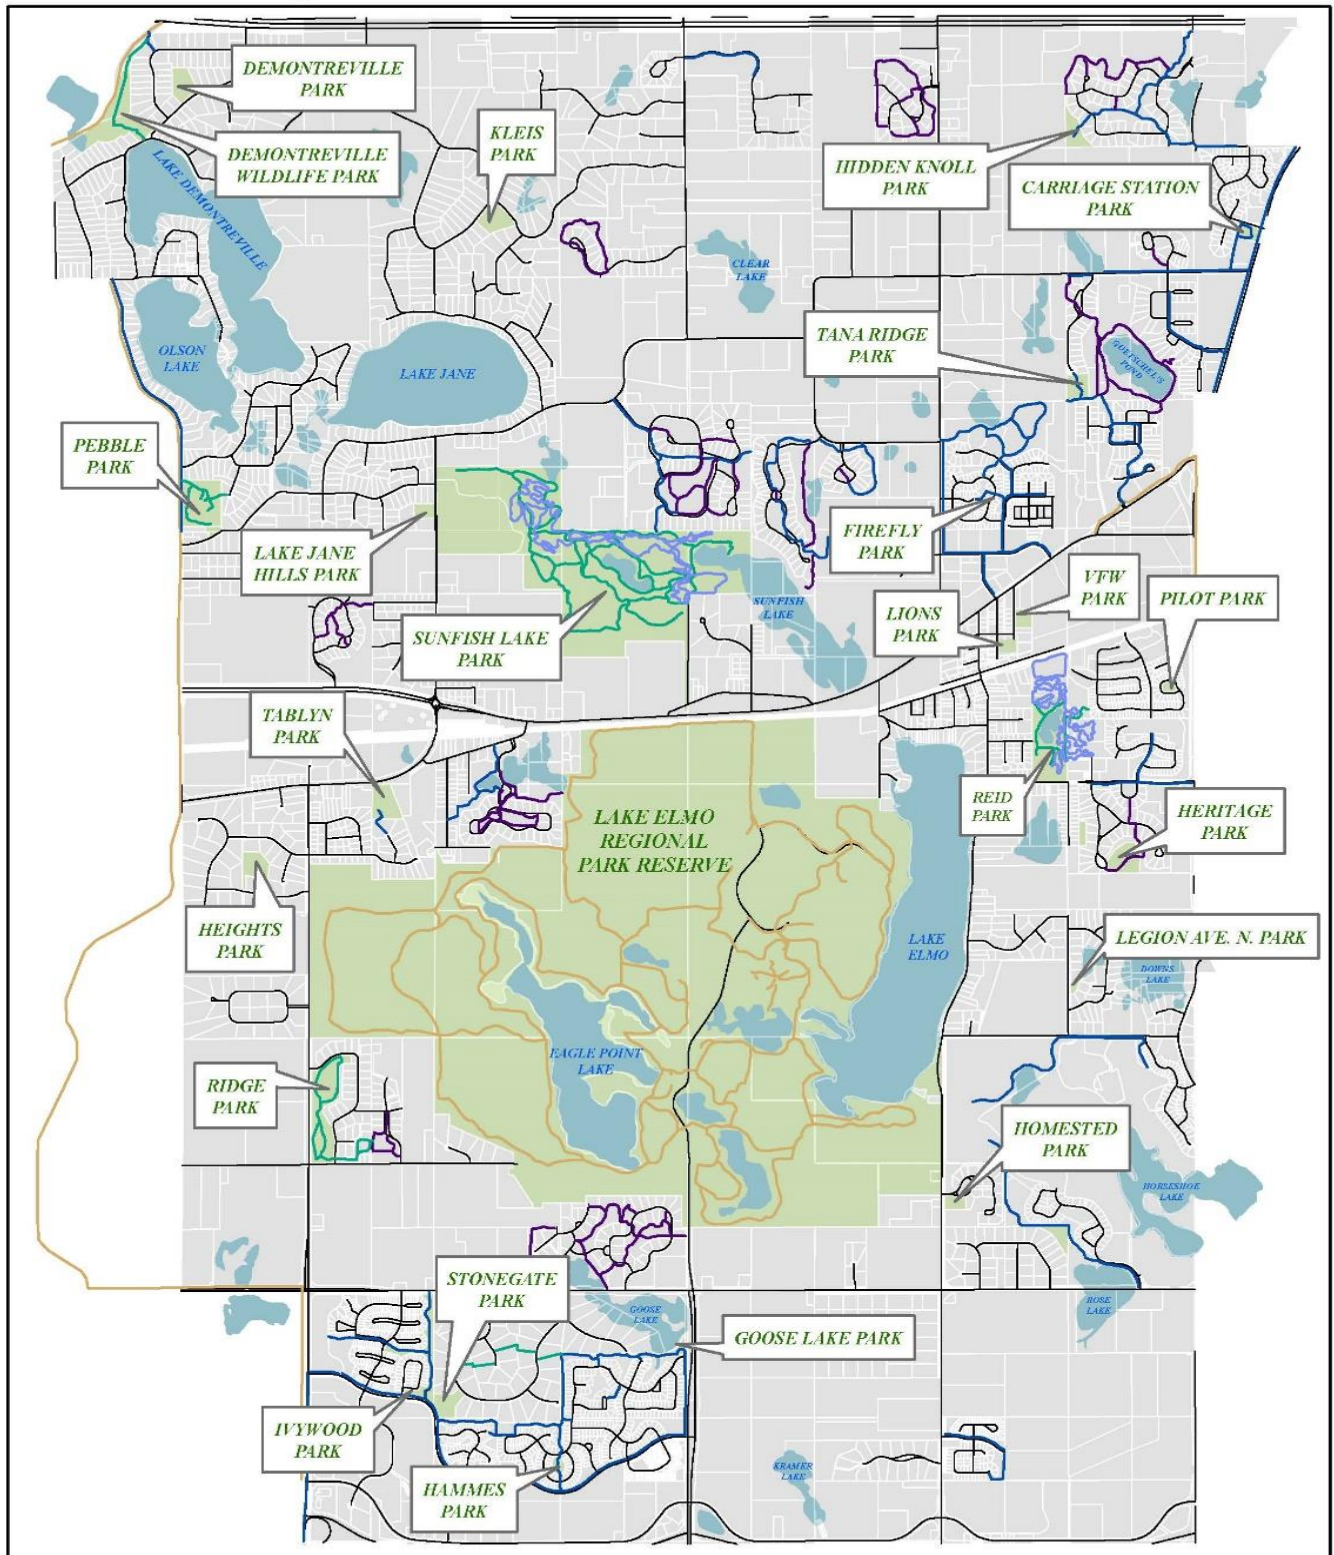 DEMONTREVILLE
PARK
DEMONTREVILLE
WILDLIFE PARK
KLEIS
PARK
HIDDEN KNOLL
PARK
CARRIAGE STATION
PARK
LAKE DEMONTREVILLE
CLEAR
LAKE
TANA RIDGE
PARK
GOETSCHEL'S
POND
OLSON
LAKE
LAKE JANE
PEBBLE
PARK
LAKE JANE
HILLS PARK
FIREFLY
PARK
VFW
PARK
PILOT PARK
LIONS
PARK
SUNFISH
LAKE
SUNFISH LAKE
PARK
TABLYN
PARK
LAKE ELMO
REGIONAL
PARK RESERVE
REID
PARK
HERITAGE
PARK
HEIGHTS
PARK
LAKE
ELMO
LEGION AVE. N. PARK
DOWNS
LAKE
EAGLE POINT
LAKE
RIDGE
PARK
HOMESTED
PARK
HORSESHOE
LAKE
STONEGATE
PARK
GOOSE
LAKE
GOOSE LAKE PARK
ROSE
LAKE
IVYWOOD
PARK
HAMMES
PARK
KRAMER
LAKE